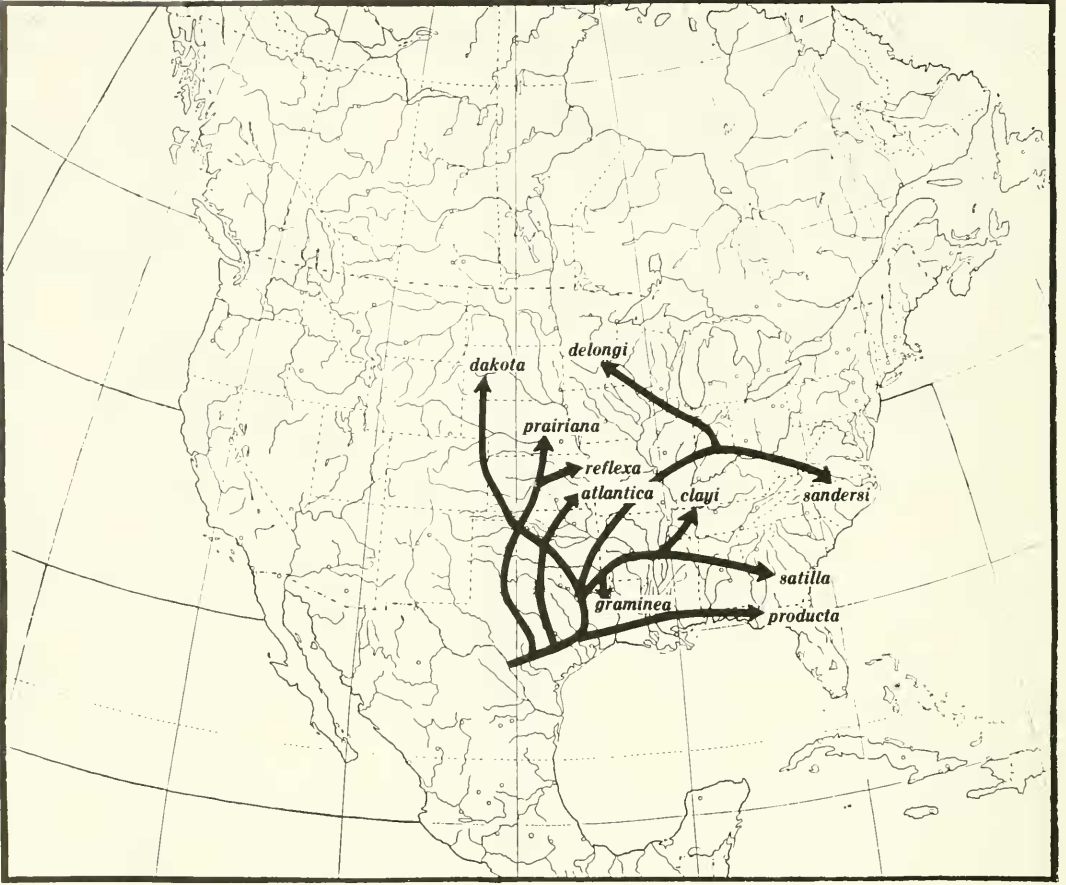 delongi
dakota
prairiana
reflexa
atlantica
clayi
sandersi
satilla
graminea
producta